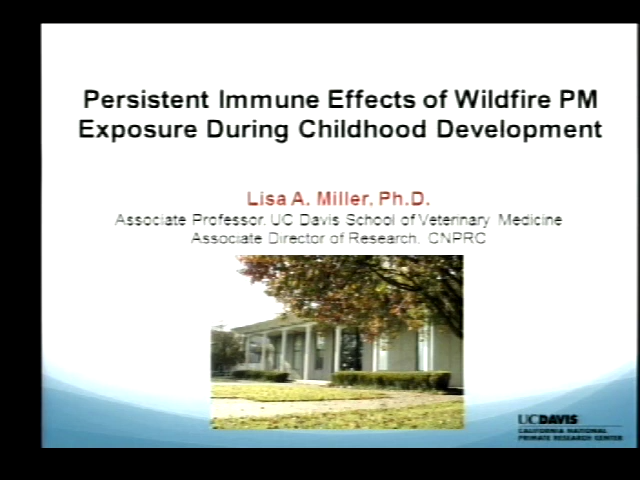 Persistent Immune Effects of Wildfire PM
Exposure During Childhood Development
Lisa A. Miller, Ph.D.
Associate Professor, UC Davis School of Veterinary Medicine
Associate Director of Research, CNPRC
UCDAVIS
CALIFORNIA NATIONAL
PRIMATE RESEARCH CENTER